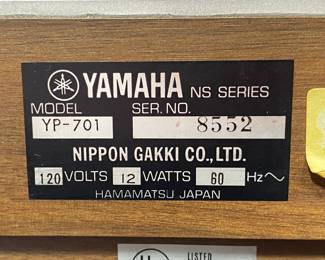 YAMAHA NS SERIES
MODEL SER. NO.
YP-701 8552
NIPPON GAKKI CO., LTD.
120 VOLTS 12 WATTS 60 Hz～
HAMAMATSU JAPAN
LISTED